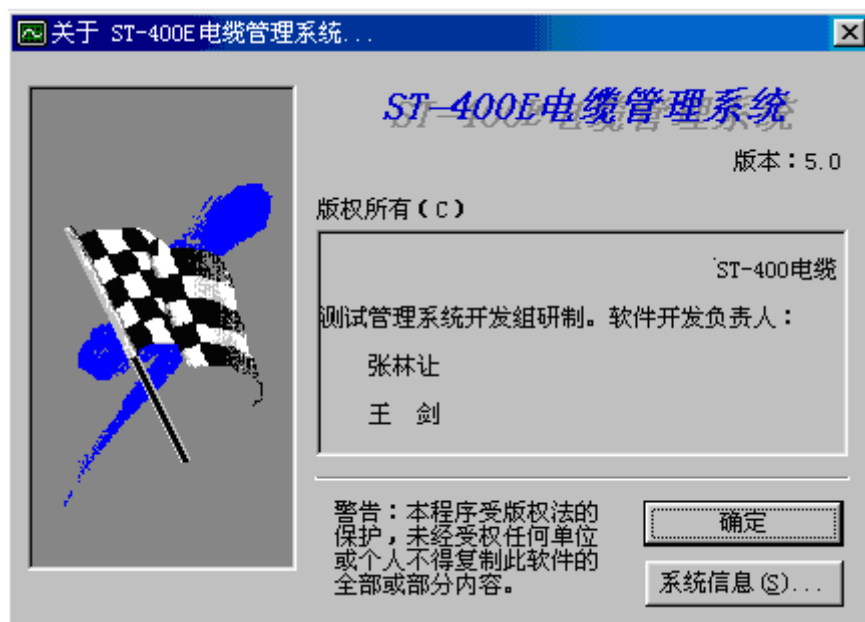 关于 ST-400E电缆管理系统...
ST-400E电缆管理系统
版本：5.0
版权所有(C)
ST-400电缆
测试管理系统开发组研制。软件开发负责人：
张林让
王 剑
警告：本程序受版权法的
保护，未经受权任何单位
或个人不得复制此软件的
全部或部分内容。
确定
系统信息(S)...